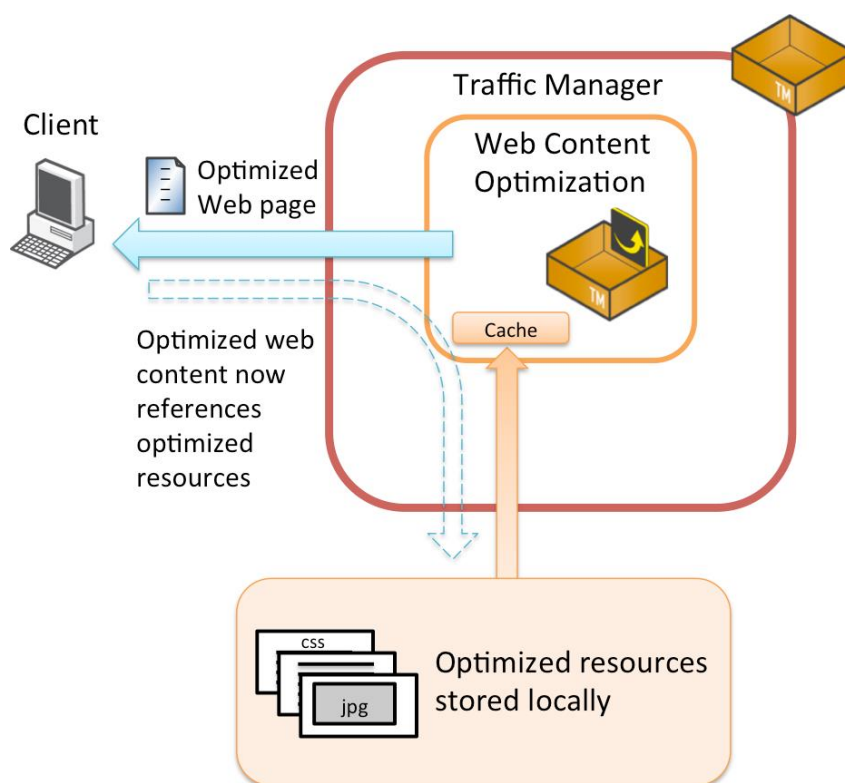 Traffic Manager
TM
Client
Web Content
Optimization
Optimized
Web page
TM
Cache
Optimized web
content now
references
optimized
resources
css
jpg
Optimized resources
stored locally